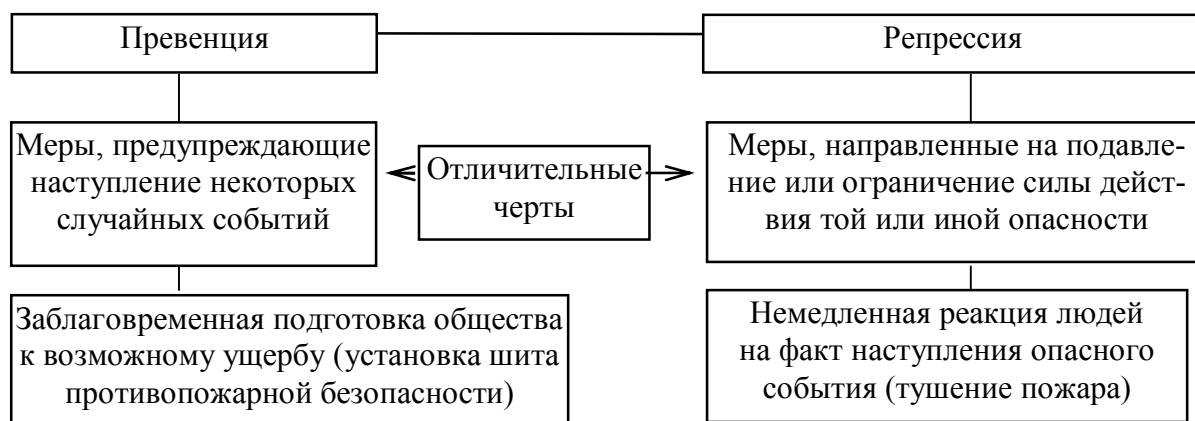 Превенция
Репрессия
Меры, предупреждающие
наступление некоторых
случайных событий
Отличительные
черты
Меры, направленные на подавле-
ние или ограничение силы дейст-
вия той или иной опасности
Заблаговременная подготовка общества
к возможному ущербу (установка шита
противопожарной безопасности)
Немедленная реакция людей
на факт наступления опасного
события (тушение пожара)